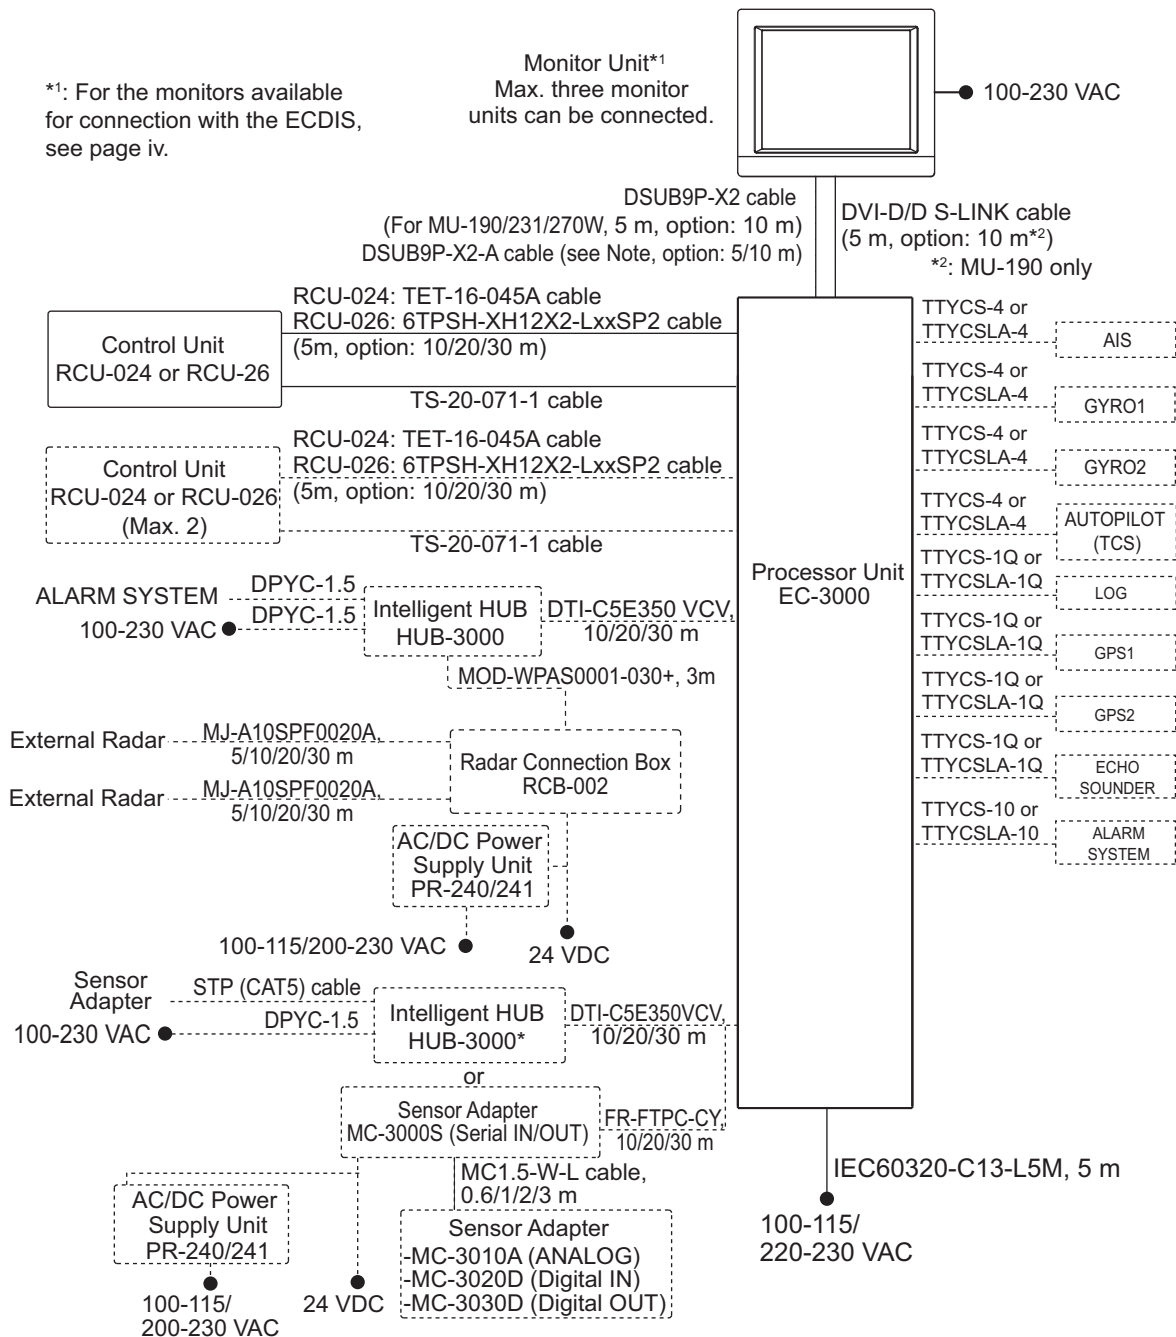 *1: For the monitors available
for connection with the ECDIS,
see page iv.
Monitor Unit*1
Max. three monitor
units can be connected.
100-230 VAC
DSUB9P-X2 cable
(For MU-190/231/270W, 5 m, option: 10 m)
DSUB9P-X2-A cable (see Note, option: 5/10 m)
DVI-D/D S-LINK cable
(5 m, option: 10 m*2)
*2: MU-190 only
Control Unit
RCU-024 or RCU-26
RCU-024: TET-16-045A cable
RCU-026: 6TPSH-XH12X2-LxxSP2 cable
(5m, option: 10/20/30 m)
TS-20-071-1 cable
Control Unit
RCU-024 or RCU-026
(Max. 2)
RCU-024: TET-16-045A cable
RCU-026: 6TPSH-XH12X2-LxxSP2 cable
(5m, option: 10/20/30 m)
TS-20-071-1 cable
ALARM SYSTEM
DPYC-1.5
100-230 VAC
DPYC-1.5
Intelligent HUB
HUB-3000
DTI-C5E350 VCV,
10/20/30 m
MOD-WPAS0001-030+, 3m
External Radar
MJ-A10SPF0020A,
5/10/20/30 m
External Radar
MJ-A10SPF0020A,
5/10/20/30 m
Radar Connection Box
RCB-002
AC/DC Power
Supply Unit
PR-240/241
100-115/200-230 VAC
24 VDC
Sensor
Adapter
STP (CAT5) cable
100-230 VAC
DPYC-1.5
Intelligent HUB
HUB-3000*
DTI-C5E350VCV,
10/20/30 m
or
Sensor Adapter
MC-3000S (Serial IN/OUT)
FR-FTPC-CY,
10/20/30 m
MC1.5-W-L cable,
0.6/1/2/3 m
AC/DC Power
Supply Unit
PR-240/241
100-115/
200-230 VAC
24 VDC
Sensor Adapter
-MC-3010A (ANALOG)
-MC-3020D (Digital IN)
-MC-3030D (Digital OUT)
Processor Unit
EC-3000
IEC60320-C13-L5M, 5 m
100-115/
220-230 VAC
TTYCS-4 or
TTYCSLA-4
AIS
TTYCS-4 or
TTYCSLA-4
GYRO1
TTYCS-4 or
TTYCSLA-4
GYRO2
TTYCS-4 or
TTYCSLA-4
AUTOPILOT
(TCS)
TTYCS-1Q or
TTYCSLA-1Q
LOG
TTYCS-1Q or
TTYCSLA-1Q
GPS1
TTYCS-1Q or
TTYCSLA-1Q
GPS2
TTYCS-1Q or
TTYCSLA-1Q
ECHO
SOUNDER
TTYCS-10 or
TTYCSLA-10
ALARM
SYSTEM